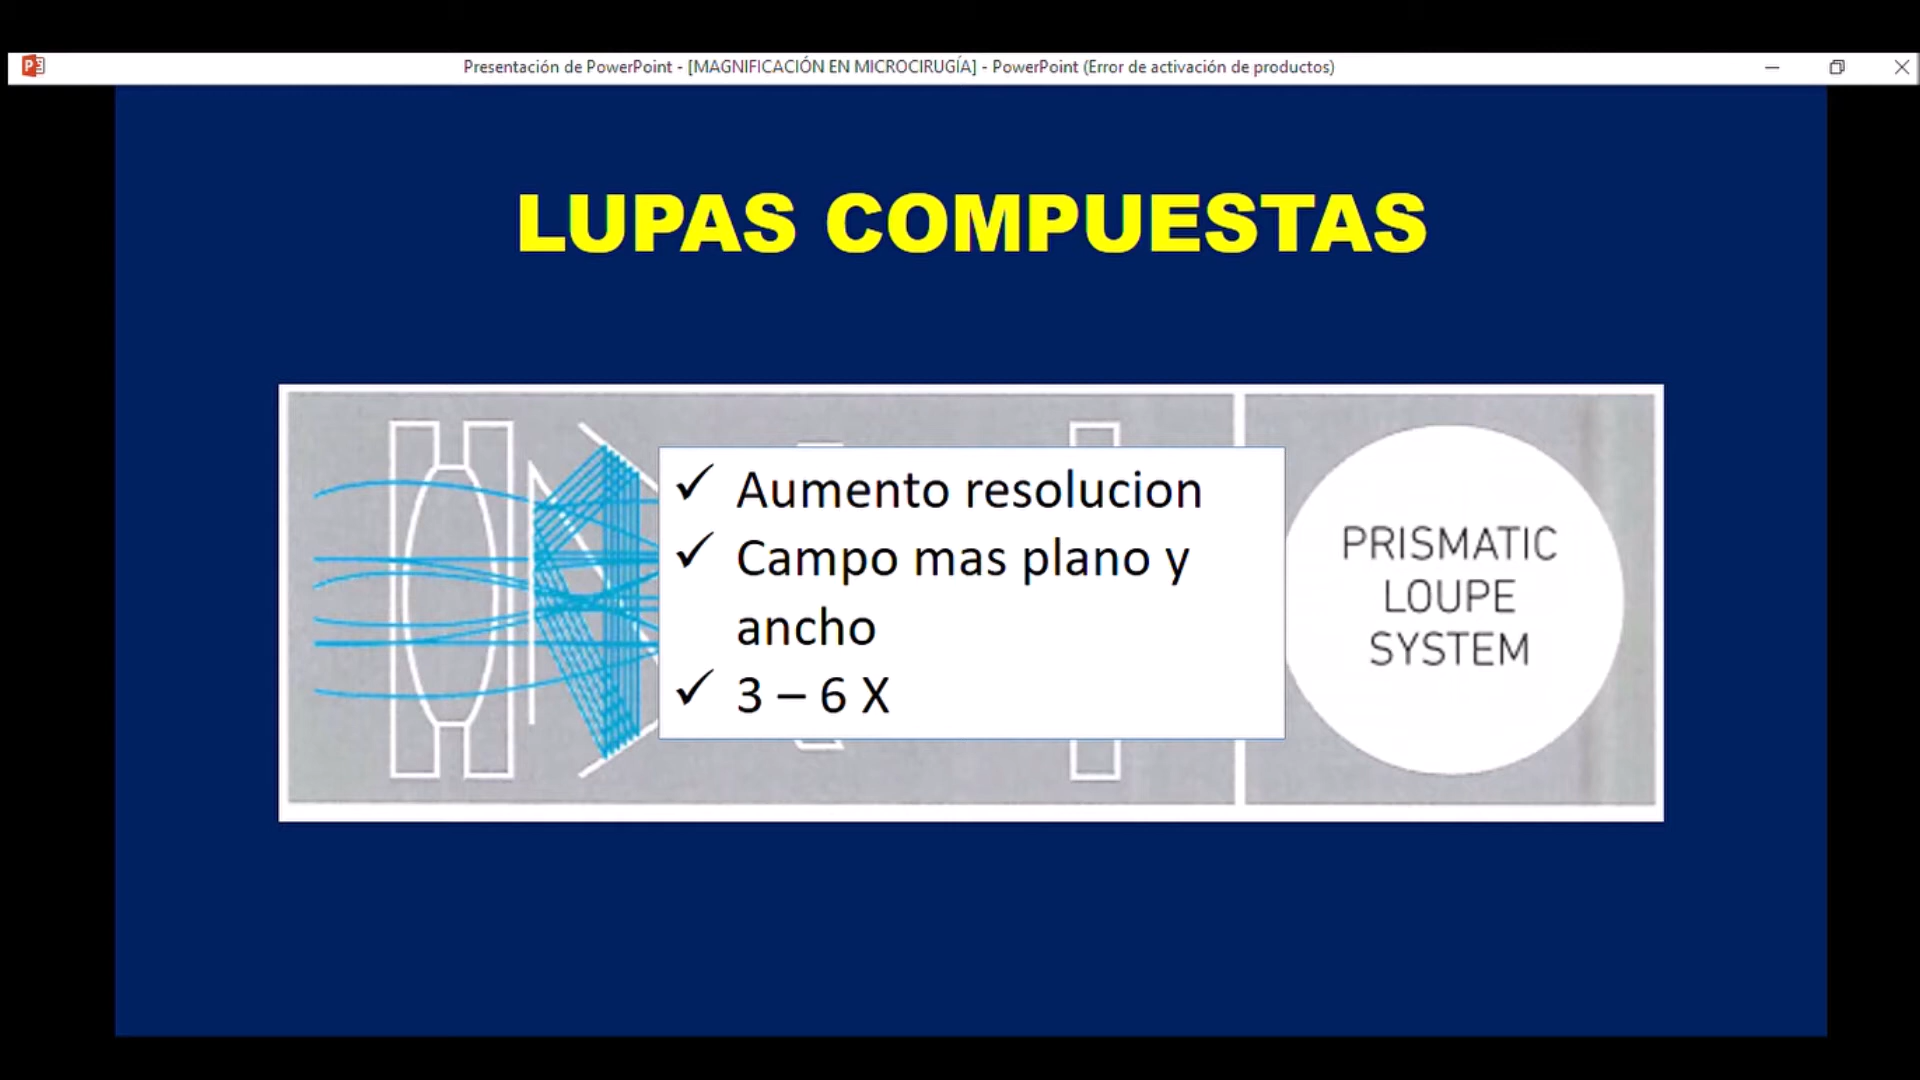 Presentación de PowerPoint - [MAGNIFICACIÓN EN MICROCIRUGÍA] - PowerPoint (Error de activación de productos)
LUPAS COMPUESTAS
✓ Aumento resolucion
✓ Campo mas plano y
ancho
✓ 3 – 6 X
PRISMATIC
LOUPE
SYSTEM